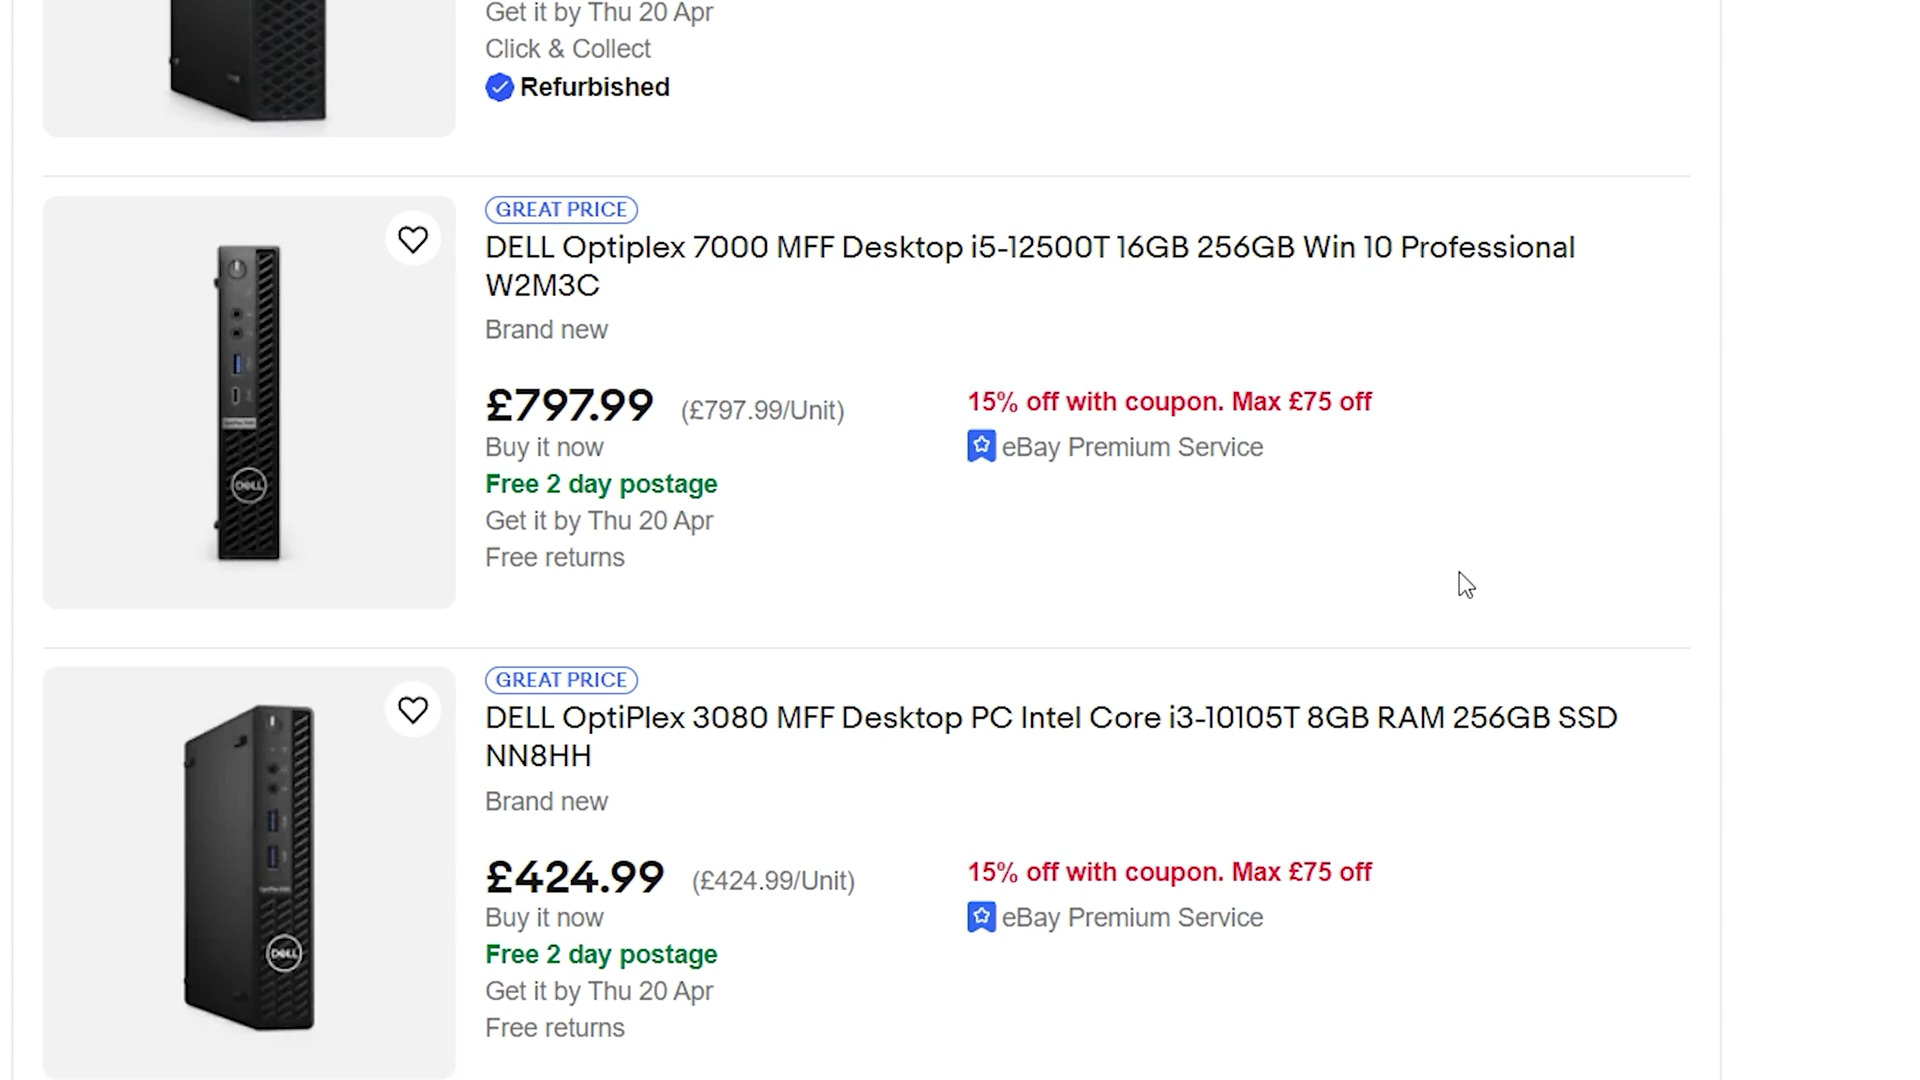 Get it by Thu 20 Apr
Click & Collect
Refurbished
GREAT PRICE
DELL Optiplex 7000 MFF Desktop i5-12500T 16GB 256GB Win 10 Professional
W2M3C
Brand new
£797.99 (£797.99/Unit)
15% off with coupon. Max £75 off
Buy it now
eBay Premium Service
Free 2 day postage
Get it by Thu 20 Apr
Free returns
DELL
GREAT PRICE
DELL OptiPlex 3080 MFF Desktop PC Intel Core i3-10105T 8GB RAM 256GB SSD
NN8HH
Brand new
£424.99 (£424.99/Unit)
15% off with coupon. Max £75 off
Buy it now
eBay Premium Service
Free 2 day postage
Get it by Thu 20 Apr
Free returns
DELL